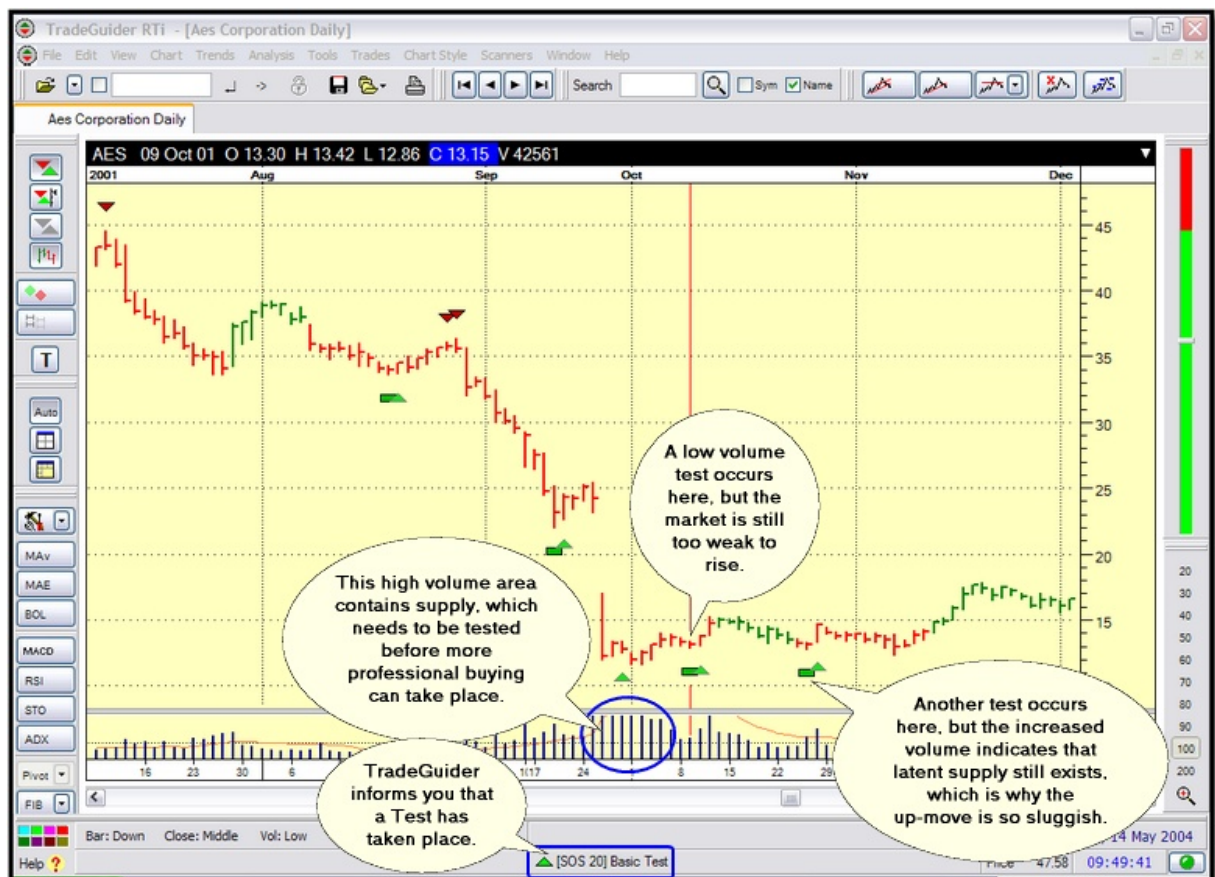 TradeGuider RTi - [Aes Corporation Daily]
File Edit View Chart Trends Analysis Tools Trades Chart Style Scanners Window Help
Search Sym Name
Aes Corporation Daily
AES 09 Oct 01 O 13.30 H 13.42 L 12.86 C 13.15 V 42561
2001 Aug Sep Oct Nov Dec
45
40
35
30
25
20
15
T
Auto
MAv
MAE
BOL
MACD
RSI
STO
ADX
Pivot
FIB
20
30
40
50
60
70
80
90
100
200
A low volume
test occurs
here, but the
market is still
too weak to
rise.
This high volume area
contains supply, which
needs to be tested
before more
professional buying
can take place.
Another test occurs
here, but the increased
volume indicates that
latent supply still exists,
which is why the
up-move is so sluggish.
TradeGuider
informs you that
a Test has
taken place.
16 23 30 6 17 24 1 8 15 22 29
Bar: Down Close: Middle Vol: Low 14 May 2004
Help ? [SOS 20] Basic Test Price 47.58 09:49:41